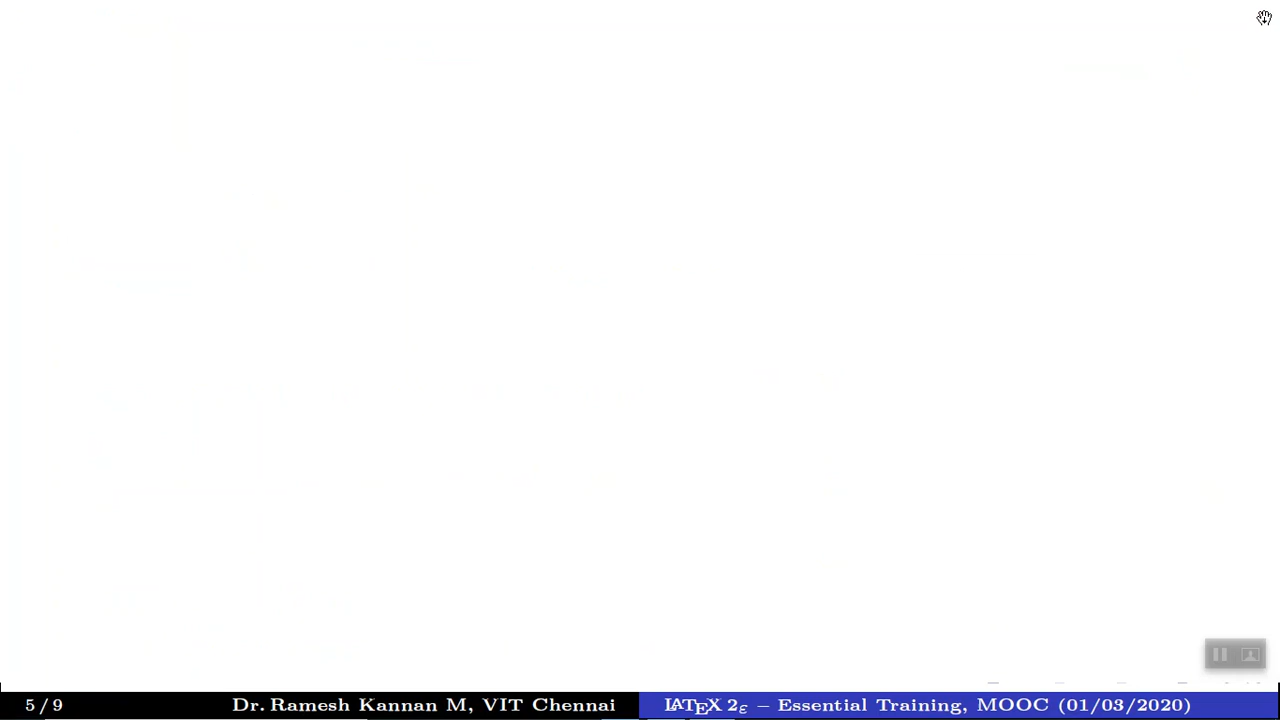 5 / 9 Dr. Ramesh Kannan M, VIT Chennai LATEX 2ε – Essential Training, MOOC (01/03/2020)